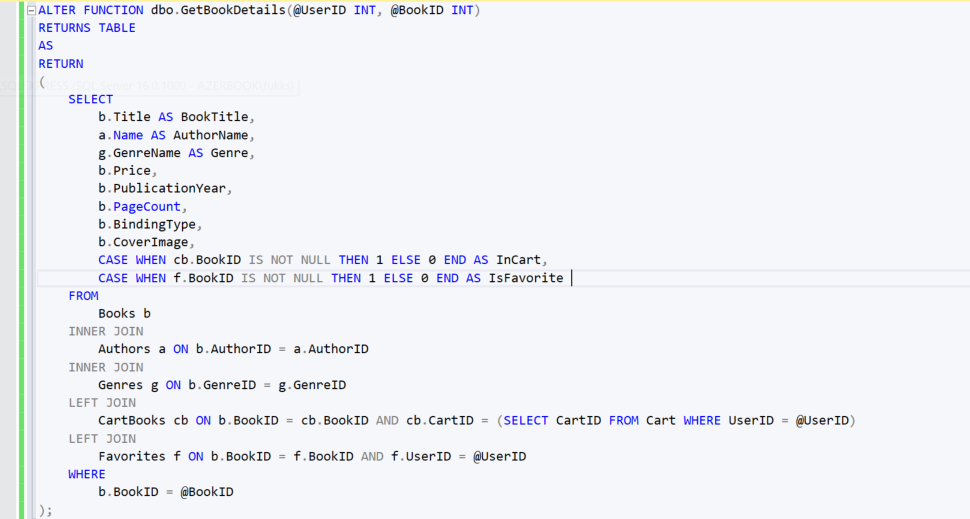 ALTER FUNCTION dbo.GetBookDetails(@UserID INT, @BookID INT)
RETURNS TABLE
AS
RETURN
(
    SELECT
        b.Title AS BookTitle,
        a.Name AS AuthorName,
        g.GenreName AS Genre,
        b.Price,
        b.PublicationYear,
        b.PageCount,
        b.BindingType,
        b.CoverImage,
        CASE WHEN cb.BookID IS NOT NULL THEN 1 ELSE 0 END AS InCart,
        CASE WHEN f.BookID IS NOT NULL THEN 1 ELSE 0 END AS IsFavorite
    FROM
        Books b
    INNER JOIN
        Authors a ON b.AuthorID = a.AuthorID
    INNER JOIN
        Genres g ON b.GenreID = g.GenreID
    LEFT JOIN
        CartBooks cb ON b.BookID = cb.BookID AND cb.CartID = (SELECT CartID FROM Cart WHERE UserID = @UserID)
    LEFT JOIN
        Favorites f ON b.BookID = f.BookID AND f.UserID = @UserID
    WHERE
        b.BookID = @BookID
);